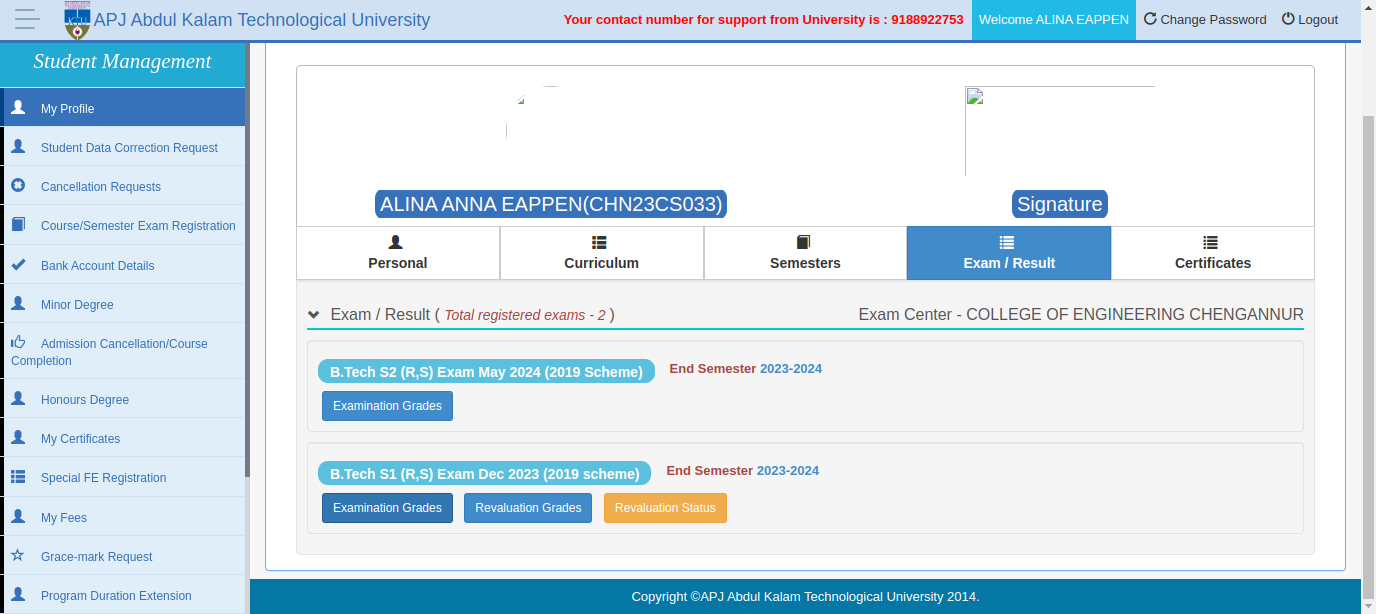 APJ Abdul Kalam Technological University
Your contact number for support from University is : 9188922753
Welcome ALINA EAPPEN
Change Password
Logout
Student Management
My Profile
Student Data Correction Request
Cancellation Requests
Course/Semester Exam Registration
Bank Account Details
Minor Degree
Admission Cancellation/Course
Completion
Honours Degree
My Certificates
Special FE Registration
My Fees
Grace-mark Request
Program Duration Extension
ALINA ANNA EAPPEN(CHN23CS033)
Signature
Personal
Curriculum
Semesters
Exam / Result
Certificates
Exam / Result ( Total registered exams - 2 )
Exam Center - COLLEGE OF ENGINEERING CHENGANNUR
B.Tech S2 (R,S) Exam May 2024 (2019 Scheme)
End Semester 2023-2024
Examination Grades
B.Tech S1 (R,S) Exam Dec 2023 (2019 scheme)
End Semester 2023-2024
Examination Grades
Revaluation Grades
Revaluation Status
Copyright ©APJ Abdul Kalam Technological University 2014.